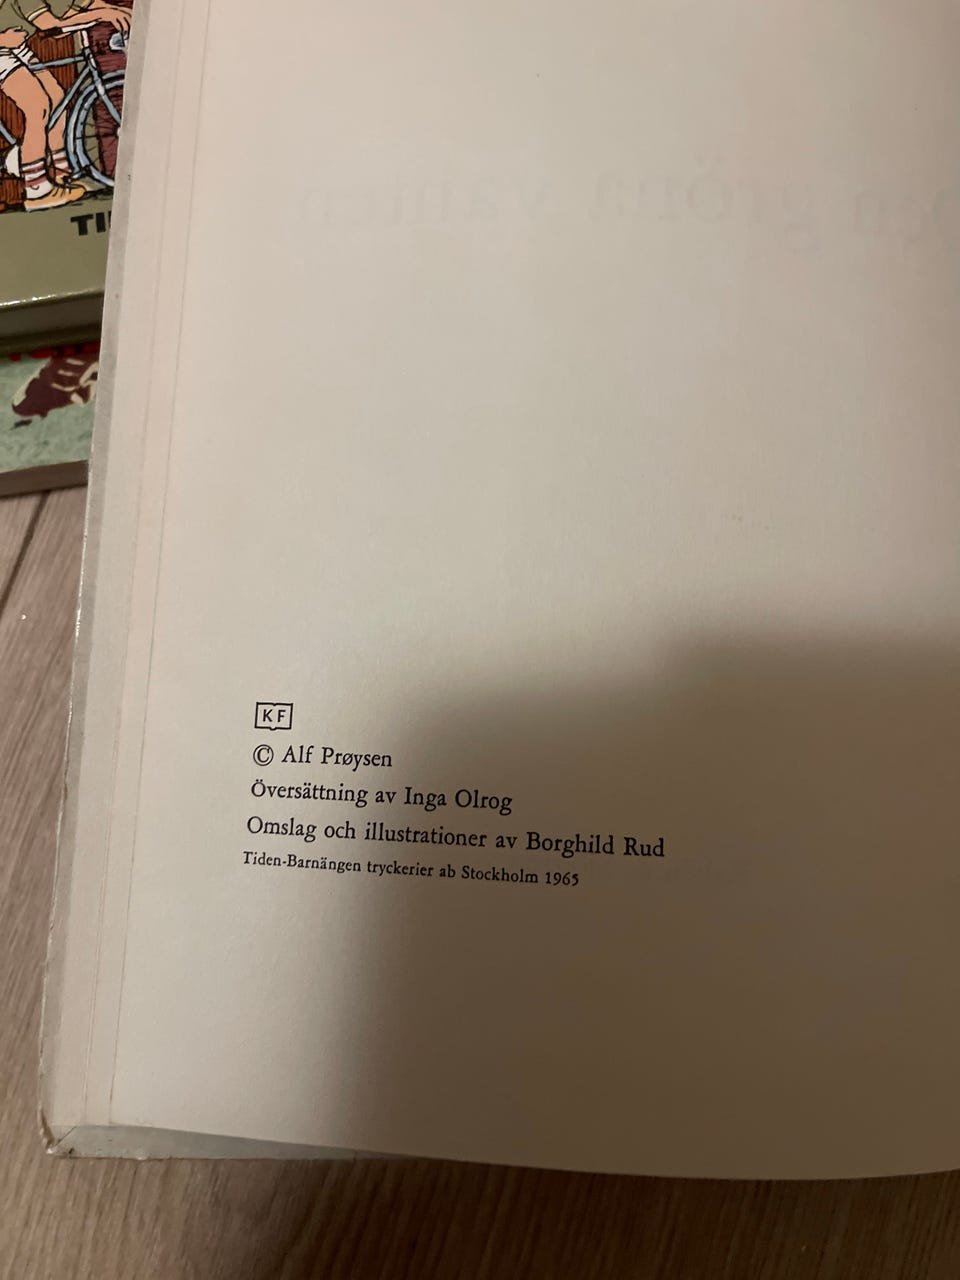 TI
KF
© Alf Prøysen
Översättning av Inga Olrog
Omslag och illustrationer av Borghild Rud
Tiden-Barnängen tryckerier ab Stockholm 1965